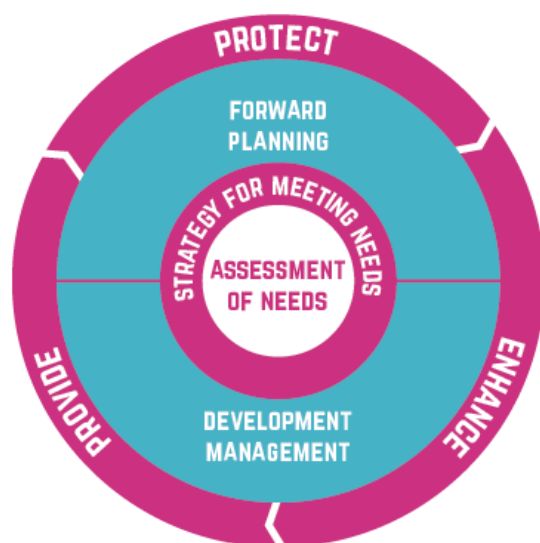 PROTECT
FORWARD
PLANNING
STRATEGY FOR MEETING NEEDS
ASSESSMENT
OF NEEDS
PROVIDE
ENHANCE
DEVELOPMENT
MANAGEMENT